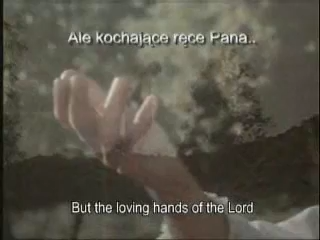 Ale kochające ręce Pana..
But the loving hands of the Lord